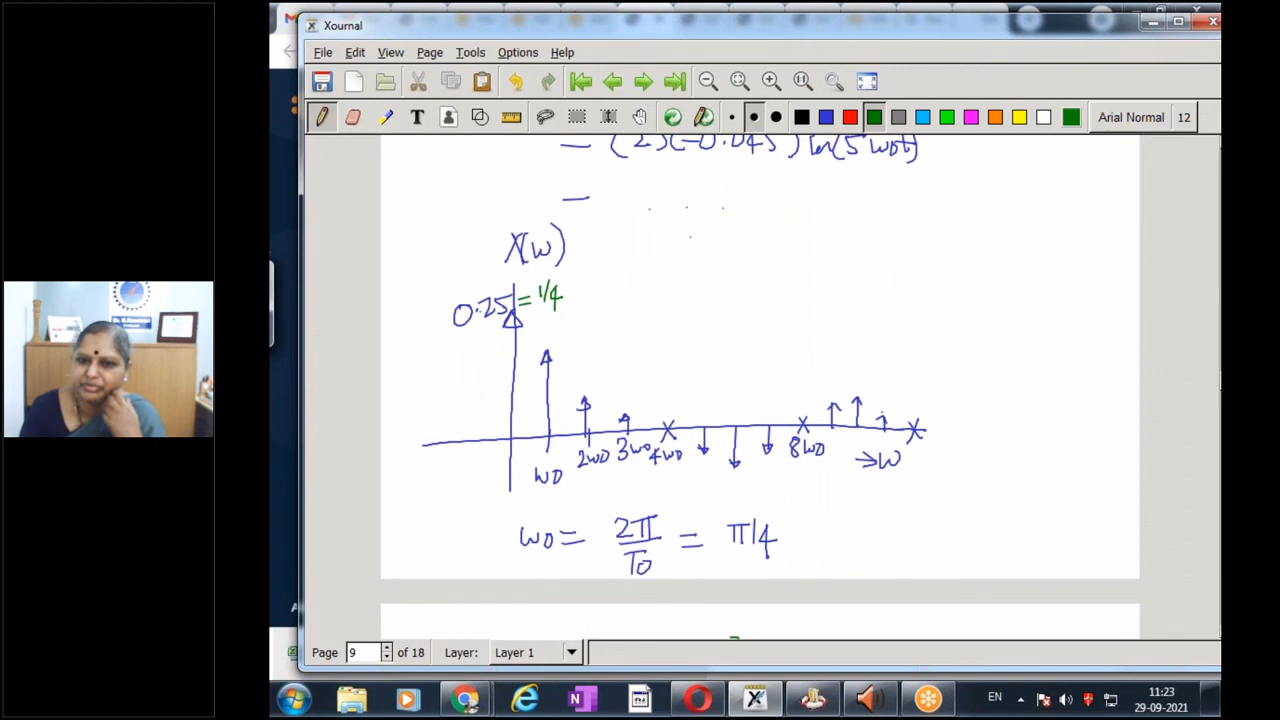 Xournal
File Edit View Page Tools Options Help
Arial Normal 12
— (2)(-0.045) (5 w0t)
—
X(w)
0.25 = 1/4
w0 2w0 3w0 4w0 8w0
→w
w0 = 2π/T0 = π/4
Page 9 of 18 Layer: Layer 1
EN
11:23
29-09-2021